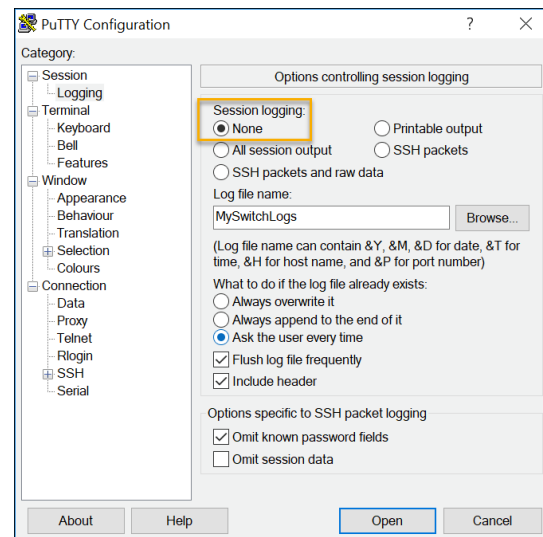 PuTTY Configuration
?
Category:
Session
Logging
Terminal
Keyboard
Bell
Features
Window
Appearance
Behaviour
Translation
Selection
Colours
Connection
Data
Proxy
Telnet
Rlogin
SSH
Serial
Options controlling session logging
Session logging:
None
Printable output
All session output
SSH packets
SSH packets and raw data
Log file name:
MySwitchLogs
Browse...
(Log file name can contain &Y, &M, &D for date, &T for
time, &H for host name, and &P for port number)
What to do if the log file already exists:
Always overwrite it
Always append to the end of it
Ask the user every time
Flush log file frequently
Include header
Options specific to SSH packet logging
Omit known password fields
Omit session data
About
Help
Open
Cancel